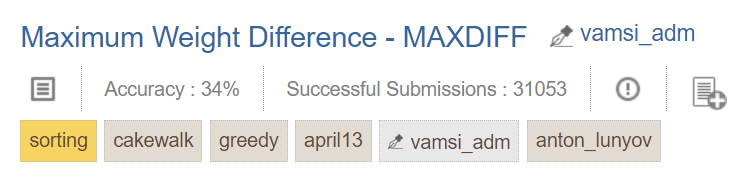 Maximum Weight Difference - MAXDIFF vamsi_adm
Accuracy : 34% Successful Submissions : 31053
sorting cakewalk greedy april13 vamsi_adm anton_lunyov